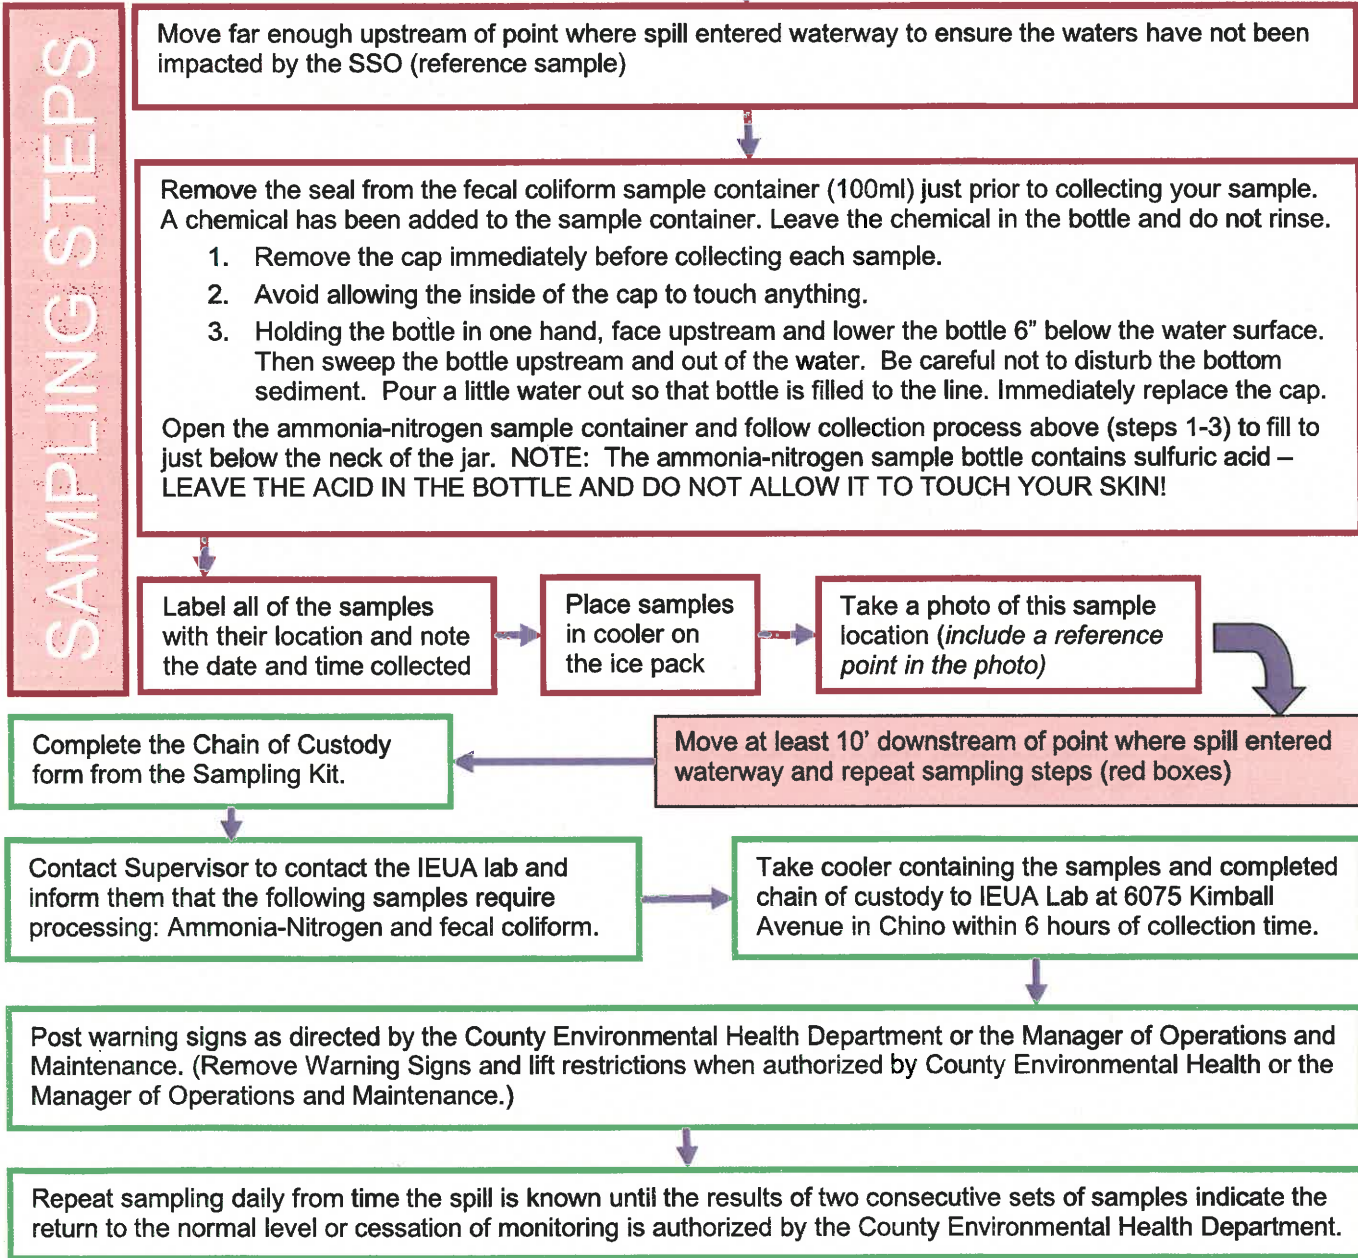 SAMPLING STEPS
Move far enough upstream of point where spill entered waterway to ensure the waters have not been
impacted by the SSO (reference sample)
Remove the seal from the fecal coliform sample container (100ml) just prior to collecting your sample.
A chemical has been added to the sample container. Leave the chemical in the bottle and do not rinse.
1. Remove the cap immediately before collecting each sample.
2. Avoid allowing the inside of the cap to touch anything.
3. Holding the bottle in one hand, face upstream and lower the bottle 6" below the water surface.
Then sweep the bottle upstream and out of the water. Be careful not to disturb the bottom
sediment. Pour a little water out so that bottle is filled to the line. Immediately replace the cap.
Open the ammonia-nitrogen sample container and follow collection process above (steps 1-3) to fill to
just below the neck of the jar. NOTE: The ammonia-nitrogen sample bottle contains sulfuric acid –
LEAVE THE ACID IN THE BOTTLE AND DO NOT ALLOW IT TO TOUCH YOUR SKIN!
Label all of the samples
with their location and note
the date and time collected
Place samples
in cooler on
the ice pack
Take a photo of this sample
location (include a reference
point in the photo)
Move at least 10' downstream of point where spill entered
waterway and repeat sampling steps (red boxes)
Complete the Chain of Custody
form from the Sampling Kit.
Contact Supervisor to contact the IEUA lab and
inform them that the following samples require
processing: Ammonia-Nitrogen and fecal coliform.
Take cooler containing the samples and completed
chain of custody to IEUA Lab at 6075 Kimball
Avenue in Chino within 6 hours of collection time.
Post warning signs as directed by the County Environmental Health Department or the Manager of Operations and
Maintenance. (Remove Warning Signs and lift restrictions when authorized by County Environmental Health or the
Manager of Operations and Maintenance.)
Repeat sampling daily from time the spill is known until the results of two consecutive sets of samples indicate the
return to the normal level or cessation of monitoring is authorized by the County Environmental Health Department.